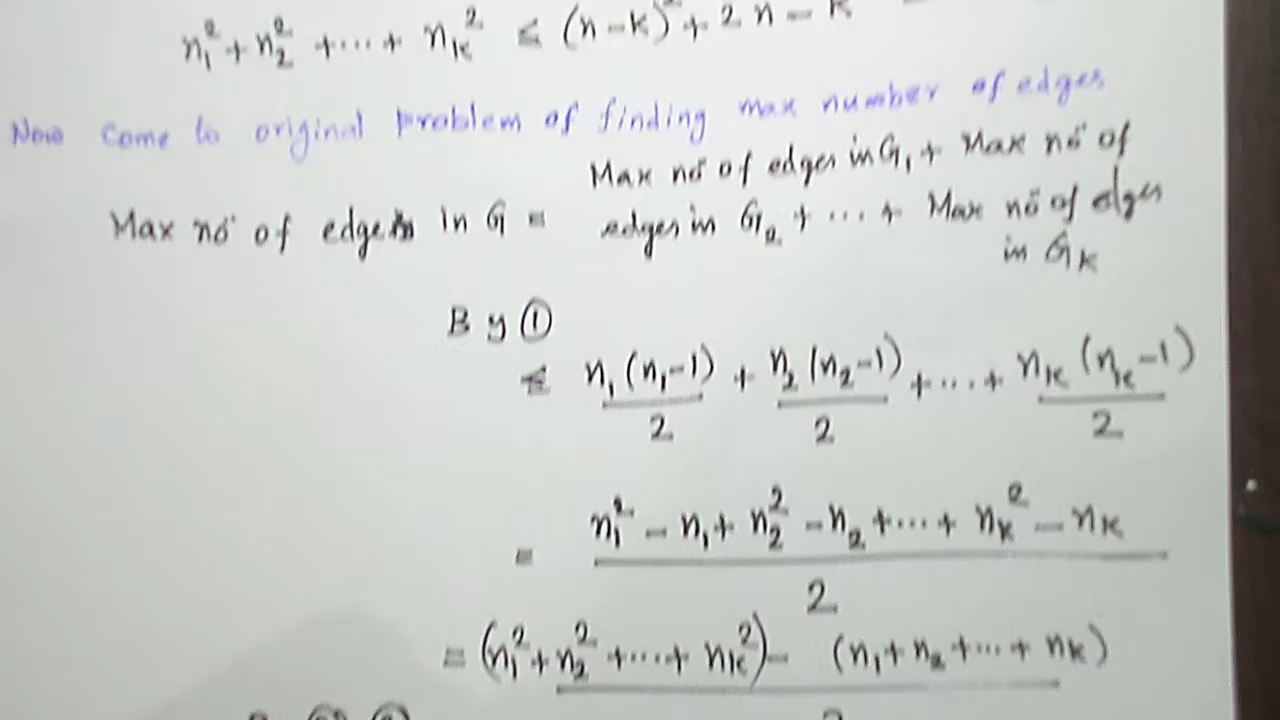 n₁² + n₂² + ... + nₖ² ≤ (n-k)² + 2n - k
Now come to original problem of finding max number of edges
Max no of edges in G = Max no of edges in G₁ + Max no of
edges in G₂ + ... + Max no of edges
in Gₖ
By ①
≤ n₁(n₁-1)/2 + n₂(n₂-1)/2 + ... + nₖ(nₖ-1)/2
= (n₁² - n₁ + n₂² - n₂ + ... + nₖ² - nₖ)/2
= (n₁² + n₂² + ... + nₖ²) - (n₁ + n₂ + ... + nₖ)
2